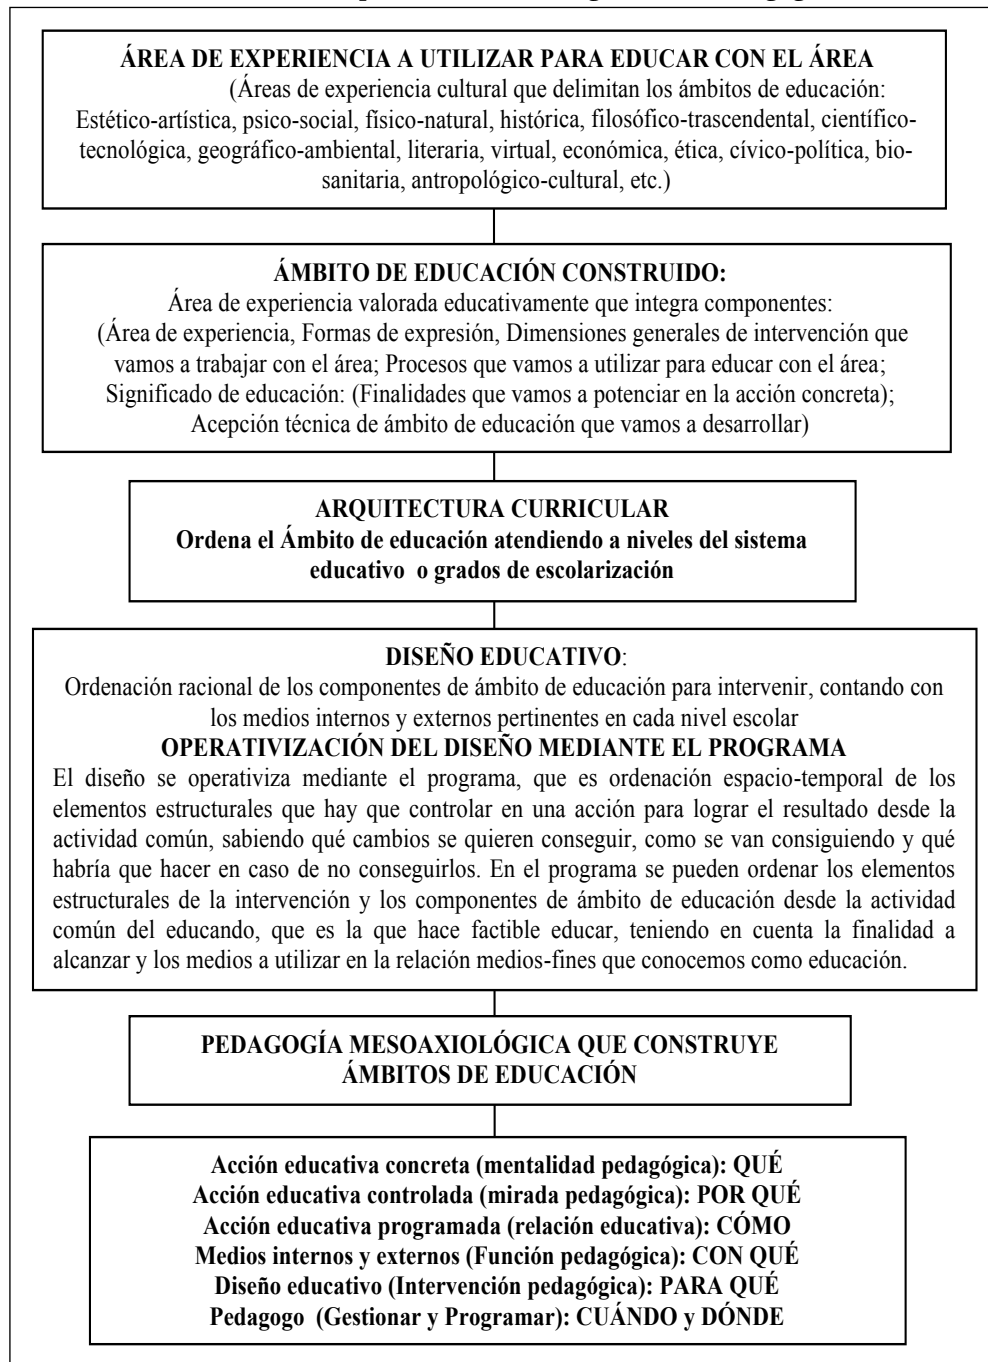 ÁREA DE EXPERIENCIA A UTILIZAR PARA EDUCAR CON EL ÁREA
(Áreas de experiencia cultural que delimitan los ámbitos de educación:
Estético-artística, psico-social, físico-natural, histórica, filosófico-trascendental, científico-
tecnológica, geográfico-ambiental, literaria, virtual, económica, ética, cívico-política, bio-
sanitaria, antropológico-cultural, etc.)
ÁMBITO DE EDUCACIÓN CONSTRUIDO:
Área de experiencia valorada educativamente que integra componentes:
(Área de experiencia, Formas de expresión, Dimensiones generales de intervención que
vamos a trabajar con el área; Procesos que vamos a utilizar para educar con el área;
Significado de educación: (Finalidades que vamos a potenciar en la acción concreta);
Acepción técnica de ámbito de educación que vamos a desarrollar)
ARQUITECTURA CURRICULAR
Ordena el Ámbito de educación atendiendo a niveles del sistema
educativo o grados de escolarización
DISEÑO EDUCATIVO:
Ordenación racional de los componentes de ámbito de educación para intervenir, contando con
los medios internos y externos pertinentes en cada nivel escolar
OPERATIVIZACIÓN DEL DISEÑO MEDIANTE EL PROGRAMA
El diseño se operativiza mediante el programa, que es ordenación espacio-temporal de los
elementos estructurales que hay que controlar en una acción para lograr el resultado desde la
actividad común, sabiendo qué cambios se quieren conseguir, como se van consiguiendo y qué
habría que hacer en caso de no conseguirlos. En el programa se pueden ordenar los elementos
estructurales de la intervención y los componentes de ámbito de educación desde la actividad
común del educando, que es la que hace factible educar, teniendo en cuenta la finalidad a
alcanzar y los medios a utilizar en la relación medios-fines que conocemos como educación.
PEDAGOGÍA MESOAXIOLÓGICA QUE CONSTRUYE
ÁMBITOS DE EDUCACIÓN
Acción educativa concreta (mentalidad pedagógica): QUÉ
Acción educativa controlada (mirada pedagógica): POR QUÉ
Acción educativa programada (relación educativa): CÓMO
Medios internos y externos (Función pedagógica): CON QUÉ
Diseño educativo (Intervención pedagógica): PARA QUÉ
Pedagogo (Gestionar y Programar): CUÁNDO y DÓNDE